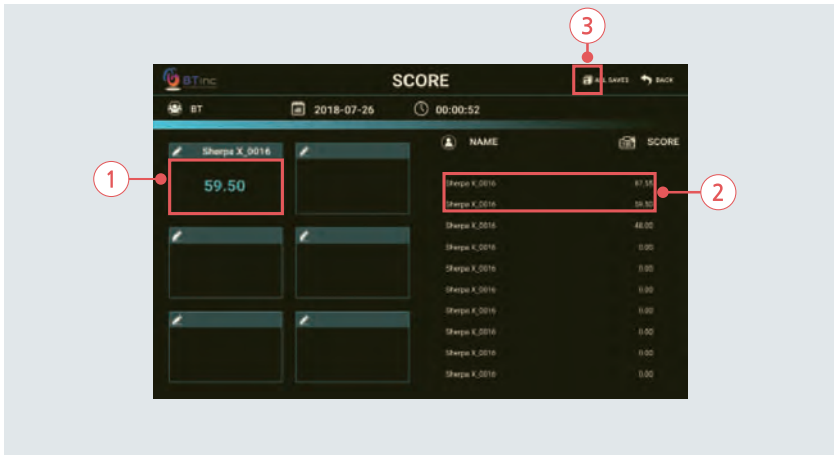 3
BTinc
SCORE
ALL SAVES
BACK
BT
2018-07-26
00:00:52
NAME
SCORE
Sherpa X_0016
59.50
1
2
Sherpa X_0016 67.55
Sherpa X_0016 59.50
Sherpa X_0016 48.00
Sherpa X_0016 0.00
Sherpa X_0016 0.00
Sherpa X_0016 0.00
Sherpa X_0016 0.00
Sherpa X_0016 0.00
Sherpa X_0016 0.00
Sherpa X_0016 0.00